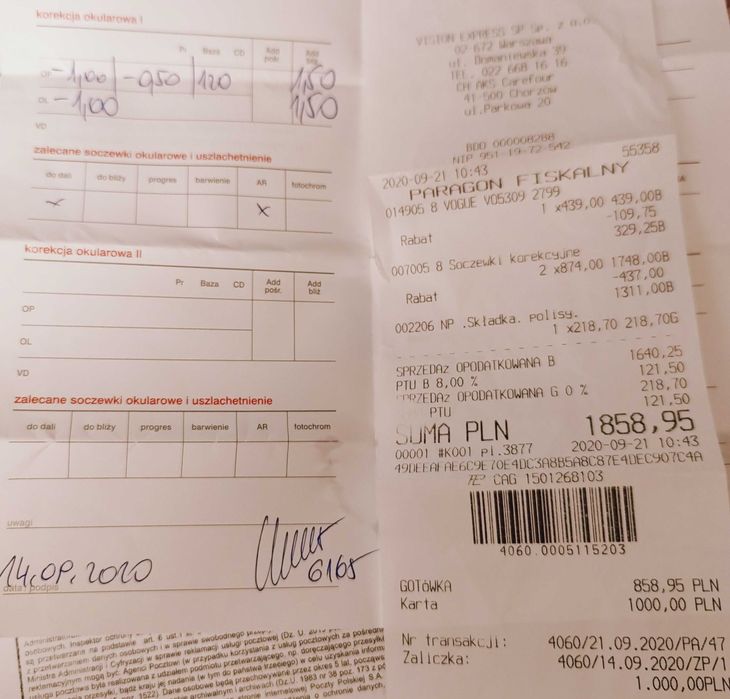 korekcja okularowa I
Pr Baza CD Add pośr. Add bliż
OP -1,00 -0,50 120 1,50
OL -1,00 1,50
VD
zalecane soczewki okularowe i uszlachetnienie
do dali do bliży progres barwienie AR fotochrom
x x
korekcja okularowa II
Pr Baza CD Add pośr. Add bliż
OP
OL
VD
zalecane soczewki okularowe i uszlachetnienie
do dali do bliży progres barwienie AR fotochrom
uwagi
14.09.2020
data i podpis
6165
VISION EXPRESS SP Sp. z o.o.
02-672 Warszawa
ul. Domaniewska 39
TEL. 022 668 16 16
CH AKS Carefour
41-500 Chorzów
ul.Parkowa 20
BDO 000008288
NIP 951-19-72-542
2020-09-21 10:43 55358
PARAGON FISKALNY
014905 8 VOGUE VO5309 2799
1 x439,00 439,00B
Rabat -109,75
329,25B
007005 8 Soczewki korekcyjne
2 x874,00 1748,00B
Rabat -437,00
1311,00B
002206 NP .Składka. polisy.
1 x218,70 218,70G
SPRZEDAŻ OPODATKOWANA B 1640,25
PTU B 8,00 % 121,50
SPRZEDAŻ OPODATKOWANA G 0 % 218,70
PTU 121,50
SUMA PLN 1858,95
00001 #K001 pl.3877 2020-09-21 10:43
CAG 1501268103
4060.0005115203
GOTÓWKA 858,95 PLN
Karta 1000,00 PLN
Nr transakcji: 4060/21.09.2020/PA/47
Zaliczka: 4060/14.09.2020/ZP/1
1.000,00PLN